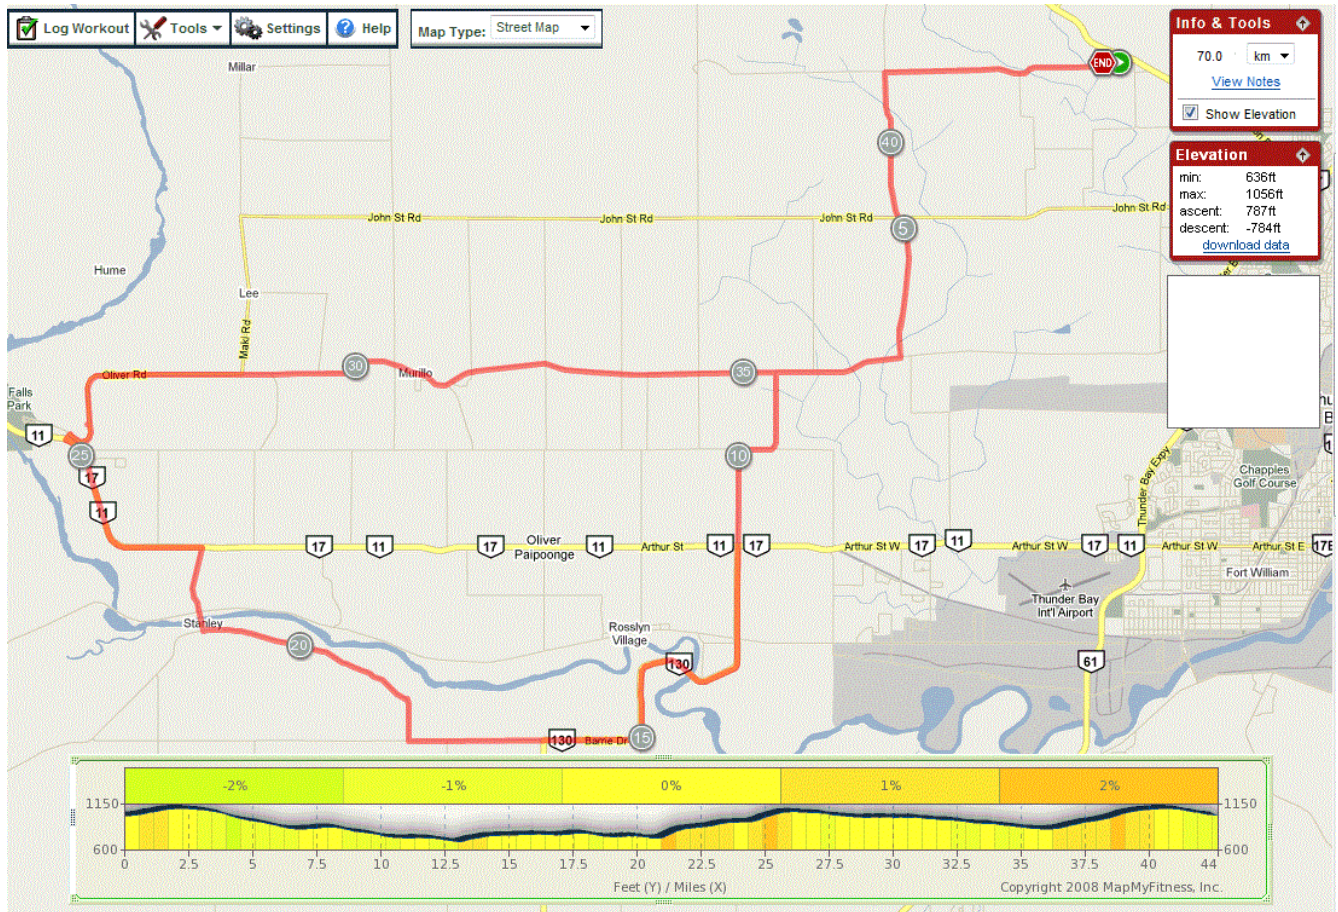 Log Workout Tools Settings Help Map Type: Street Map
Info & Tools
70.0 km
View Notes
Show Elevation
Elevation
min: 636ft
max: 1056ft
ascent: 787ft
descent: -784ft
download data
Millar
END
40
John St Rd John St Rd John St Rd John St Rd
5
Hume
Lee
Maki Rd
30
Oliver Rd
Murillo
35
Falls
Park
11
25
17
11
10
Thunder Bay Expy
Chapples
Golf Course
17 11 17
Oliver
Paipoonge
11 Arthur St 11 17 Arthur St W 17 11 Arthur St W 17 11 Arthur St W Arthur St E 17B
Fort William
Thunder Bay
Int'l Airport
Stanley
20
Rosslyn
Village
130
61
130 Barrie Dr 15
-2% -1% 0% 1% 2%
1150 1150
600 600
0 2.5 5 7.5 10 12.5 15 17.5 20 22.5 25 27.5 30 32.5 35 37.5 40 44
Feet (Y) / Miles (X) Copyright 2008 MapMyFitness, Inc.